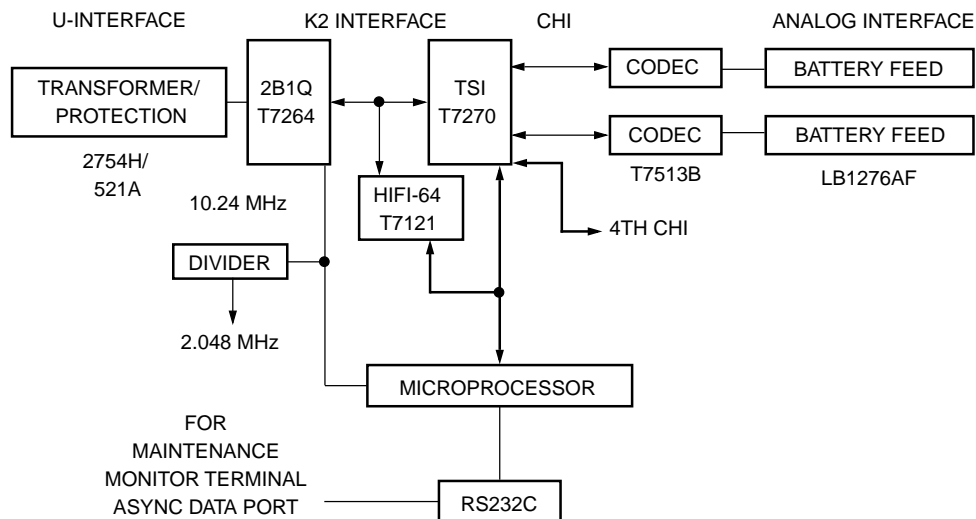 U-INTERFACE
K2 INTERFACE
CHI
ANALOG INTERFACE
TRANSFORMER/
PROTECTION
2B1Q
T7264
TSI
T7270
CODEC
BATTERY FEED
CODEC
BATTERY FEED
2754H/
521A
T7513B
LB1276AF
10.24 MHz
HIFI-64
T7121
4TH CHI
DIVIDER
2.048 MHz
MICROPROCESSOR
FOR
MAINTENANCE
MONITOR TERMINAL
ASYNC DATA PORT
RS232C